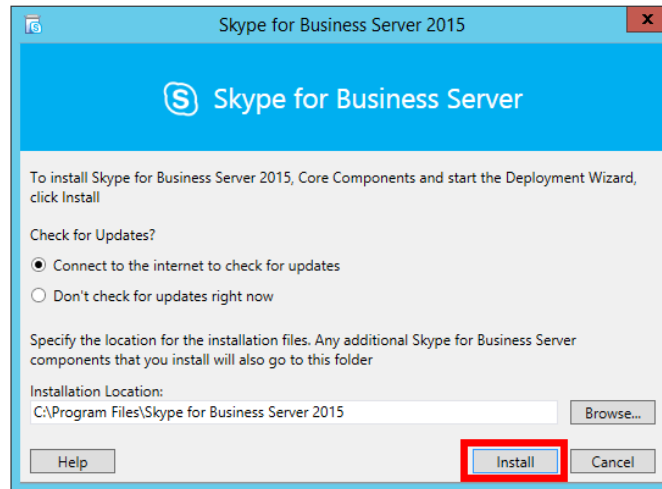 Skype for Business Server 2015
x
Skype for Business Server
To install Skype for Business Server 2015, Core Components and start the Deployment Wizard,
click Install
Check for Updates?
Connect to the internet to check for updates
Don't check for updates right now
Specify the location for the installation files. Any additional Skype for Business Server
components that you install will also go to this folder
Installation Location:
C:\Program Files\Skype for Business Server 2015
Browse...
Help
Install
Cancel